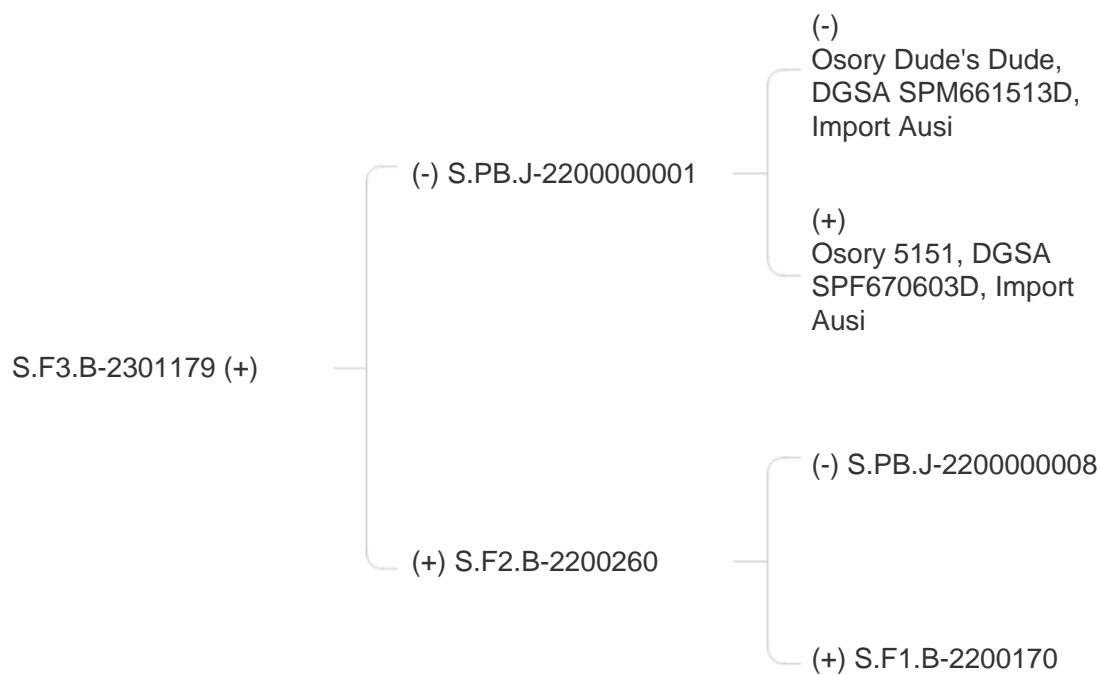 (-)
Osory Dude's Dude,
DGSA SPM661513D,
Import Ausi
(-) S.PB.J-2200000001
(+)
Osory 5151, DGSA
SPF670603D, Import
Ausi
S.F3.B-2301179 (+)
(-) S.PB.J-2200000008
(+) S.F2.B-2200260
(+) S.F1.B-2200170